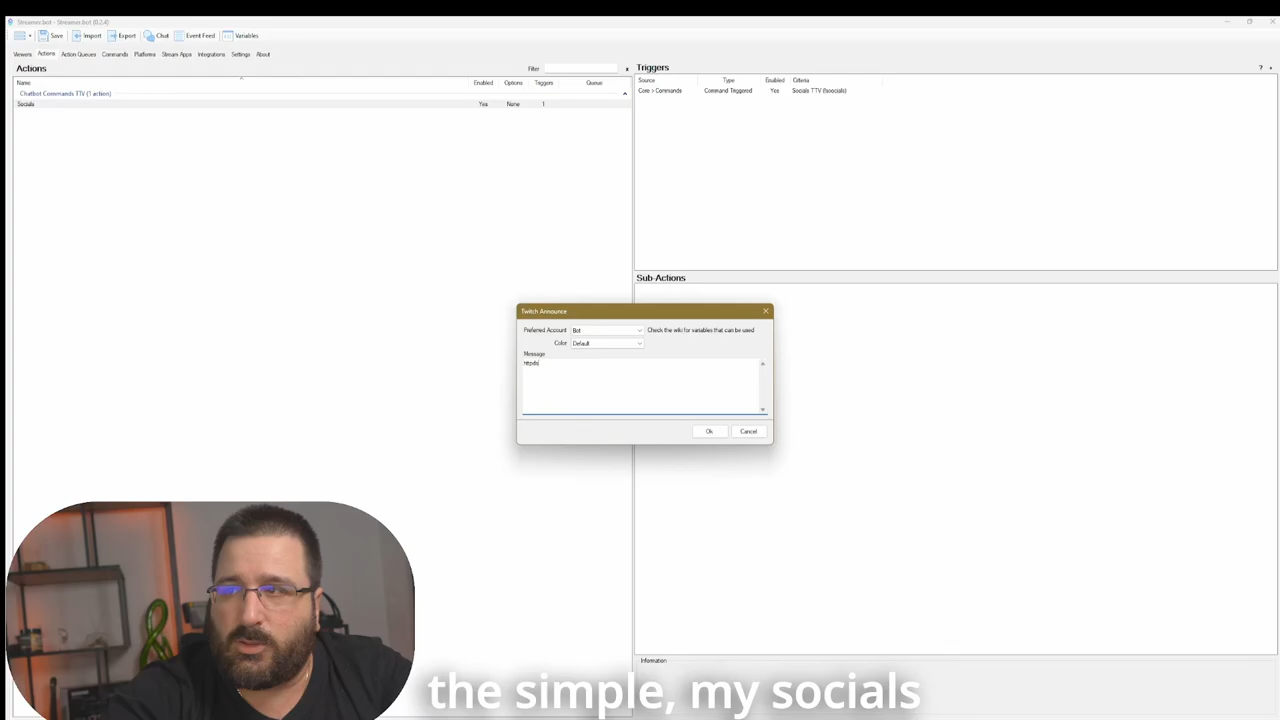 Streamer.bot - Streamer.bot (0.2.4)
Save Import Export Chat Event Feed Variables
Viewers Actions Action Queues Commands Platforms Stream Apps Integrations Settings About
Actions
Filter
x
Name Enabled Options Triggers Queue
Chatbot Commands TTV (1 action)
Socials Yes None 1
Triggers
?
Source Type Enabled Criteria
Core > Commands Command Triggered Yes Socials TTV (!soocials)
Sub-Actions
Twitch Announce
Preferred Account Bot Check the wiki for variables that can be used
Color Default
Message
Ok Cancel
Information
the simple, my socials